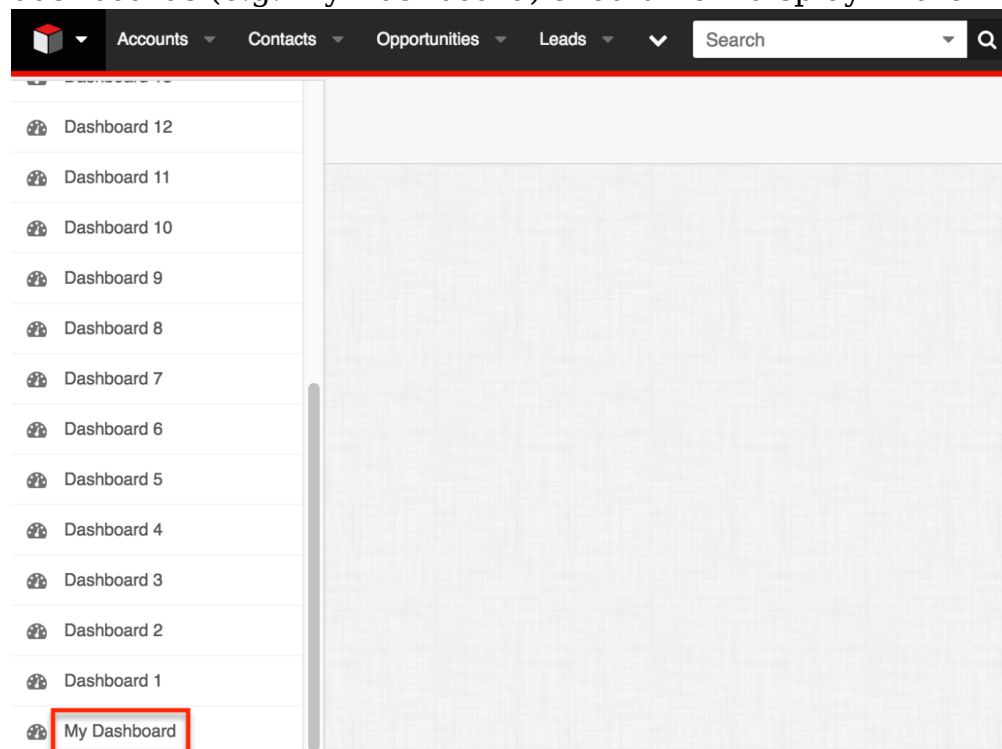 Accounts Contacts Opportunities Leads Search
Dashboard 12
Dashboard 11
Dashboard 10
Dashboard 9
Dashboard 8
Dashboard 7
Dashboard 6
Dashboard 5
Dashboard 4
Dashboard 3
Dashboard 2
Dashboard 1
My Dashboard